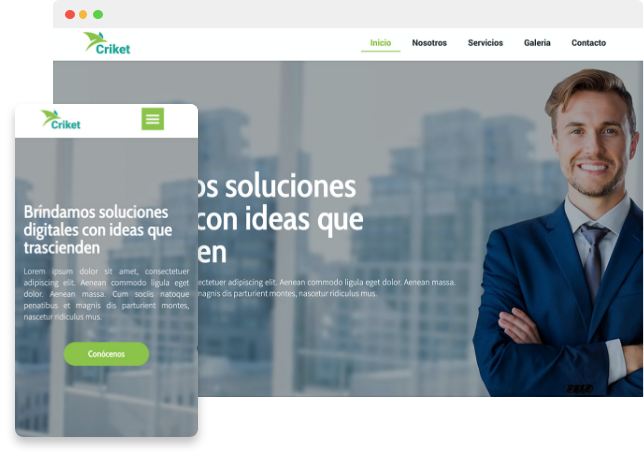 Criket
Inicio Nosotros Servicios Galeria Contacto
Criket
Bríndamos soluciones
digitales con ideas que
trascienden
Lorem ipsum dolor sit amet, consectetuer
adipiscing elit. Aenean commodo ligula eget
dolor. Aenean massa. Cum sociis natoque
penatibus et magnis dis parturient montes,
nascetur ridiculus mus.
Conócenos
os soluciones
con ideas que
en
sectetuer adipiscing elit. Aenean commodo ligula eget dolor. Aenean massa.
magnis dis parturient montes, nascetur ridiculus mus.